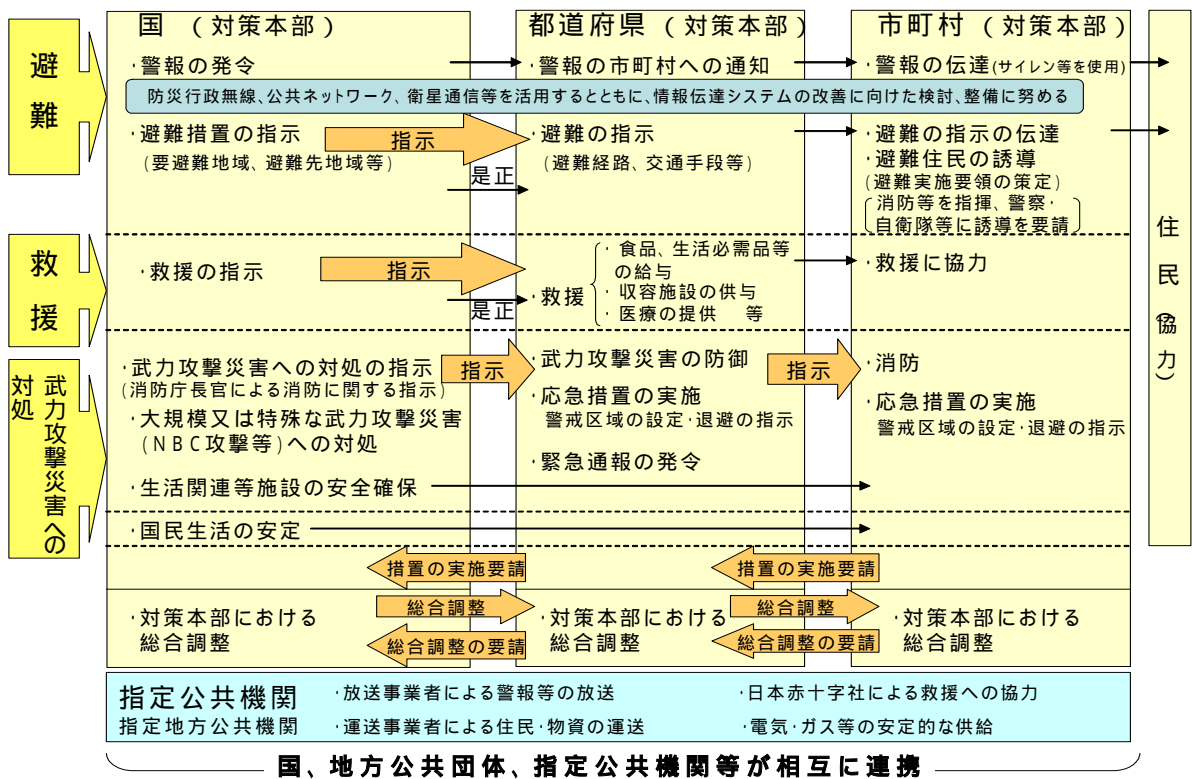 国 (対策本部)
都道府県 (対策本部)
市町村 (対策本部)
避難
・警報の発令
・警報の市町村への通知
・警報の伝達(サイレン等を使用)
防災行政無線、公共ネットワーク、衛星通信等を活用するとともに、情報伝達システムの改善に向けた検討、整備に努める
・避難措置の指示
(要避難地域、避難先地域等)
指示
是正
・避難の指示
(避難経路、交通手段等)
・避難の指示の伝達
・避難住民の誘導
(避難実施要領の策定)
消防等を指揮、警察・
自衛隊等に誘導を要請
住民(協力)
救援
・救援の指示
指示
是正
・救援
・食品、生活必需品等
の給与
・収容施設の供与
・医療の提供 等
・救援に協力
武力攻撃災害への
対処
・武力攻撃災害への対処の指示
(消防庁長官による消防に関する指示)
・大規模又は特殊な武力攻撃災害
(NBC攻撃等)への対処
指示
・武力攻撃災害の防御
・応急措置の実施
警戒区域の設定・退避の指示
・緊急通報の発令
指示
・消防
・応急措置の実施
警戒区域の設定・退避の指示
・生活関連等施設の安全確保
・国民生活の安定
措置の実施要請
措置の実施要請
・対策本部における
総合調整
総合調整
総合調整の要請
・対策本部における
総合調整
総合調整
総合調整の要請
・対策本部における
総合調整
指定公共機関
指定地方公共機関
・放送事業者による警報等の放送
・日本赤十字社による救援への協力
・運送事業者による住民・物資の運送
・電気・ガス等の安定的な供給
国、地方公共団体、指定公共機関等が相互に連携